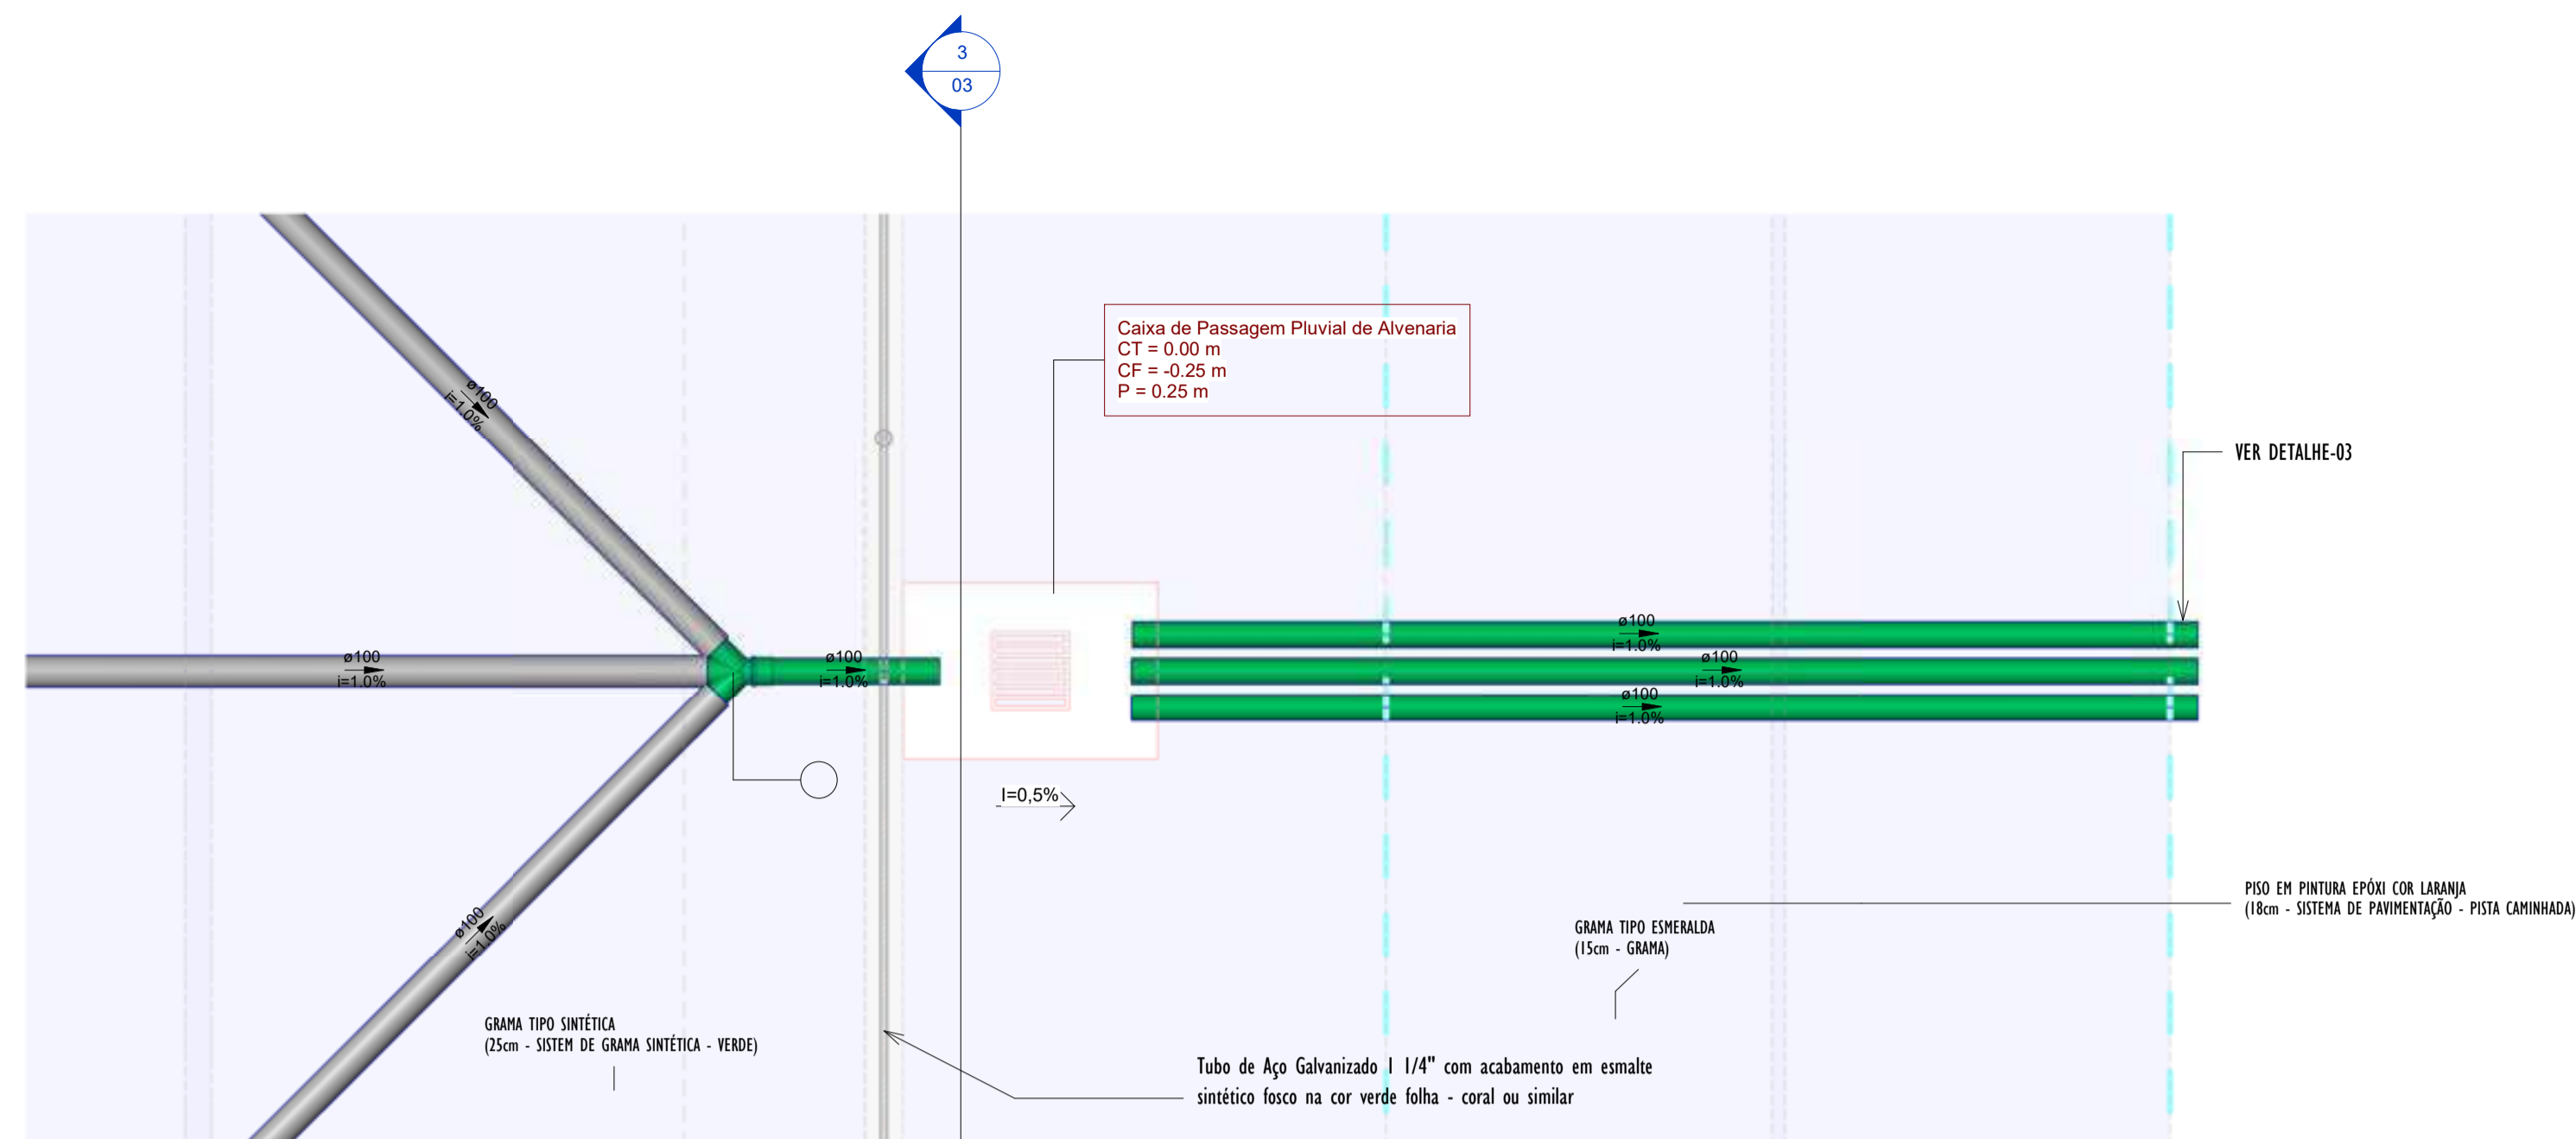 3
03
Caixa de Passagem Pluvial de Alvenaria
CT = 0.00 m
CF = -0.25 m
P = 0.25 m
ø100
i=1.0%
VER DETALHE-03
ø100
i=1.0%
ø100
i=1.0%
ø100
i=1.0%
ø100
i=1.0%
ø100
i=1.0%
I=0,5%
ø100
i=1.0%
PISO EM PINTURA EPÓXI COR LARANJA
(18cm - SISTEMA DE PAVIMENTAÇÃO - PISTA CAMINHADA)
GRAMA TIPO ESMERALDA
(15cm - GRAMA)
GRAMA TIPO SINTÉTICA
(25cm - SISTEM DE GRAMA SINTÉTICA - VERDE)
Tubo de Aço Galvanizado 1 1/4" com acabamento em esmalte
sintético fosco na cor verde folha - coral ou similar